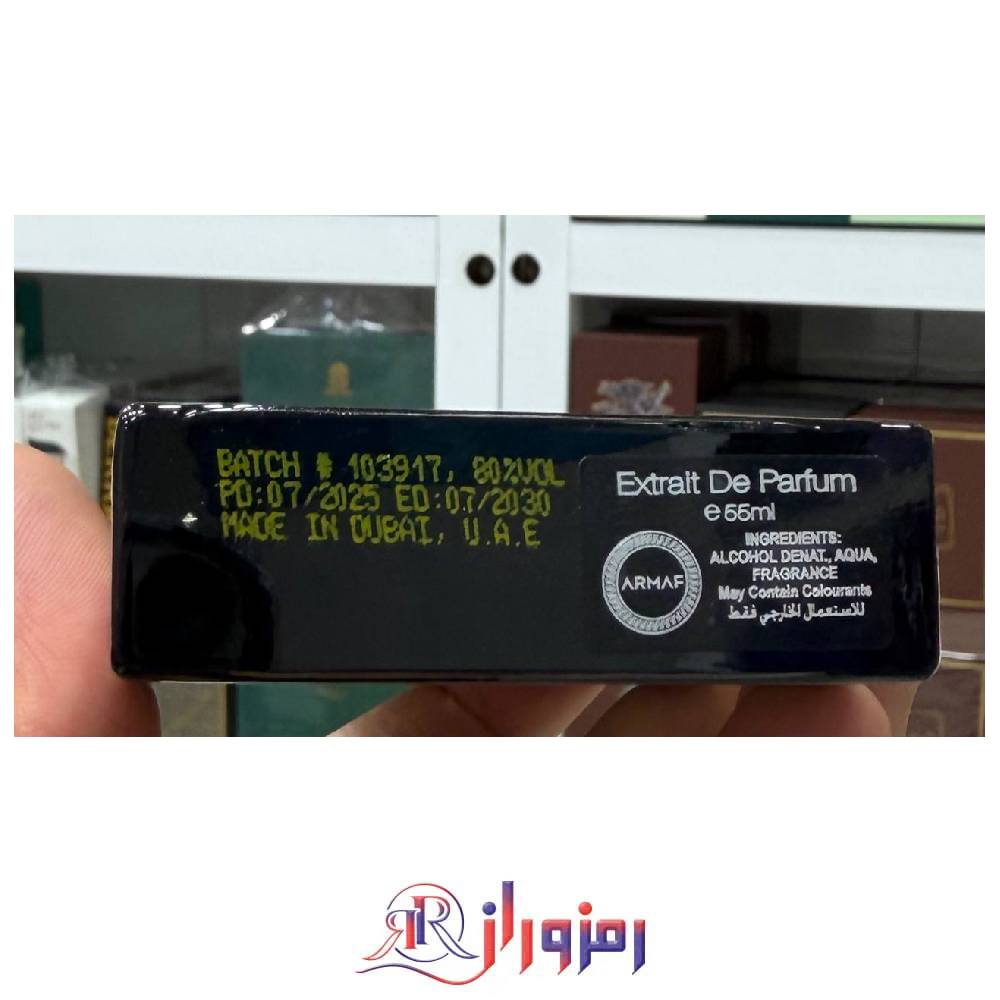 BATCH # 103917, 80%VOL
PD:07/2025 ED:07/2030
MADE IN DUBAI, U.A.E
Extrait De Parfum
e 55ml
INGREDIENTS:
ALCOHOL DENAT., AQUA,
FRAGRANCE
May Contain Colourants
للاستعمال الخارجي فقط
ARMAF
رمزوراز